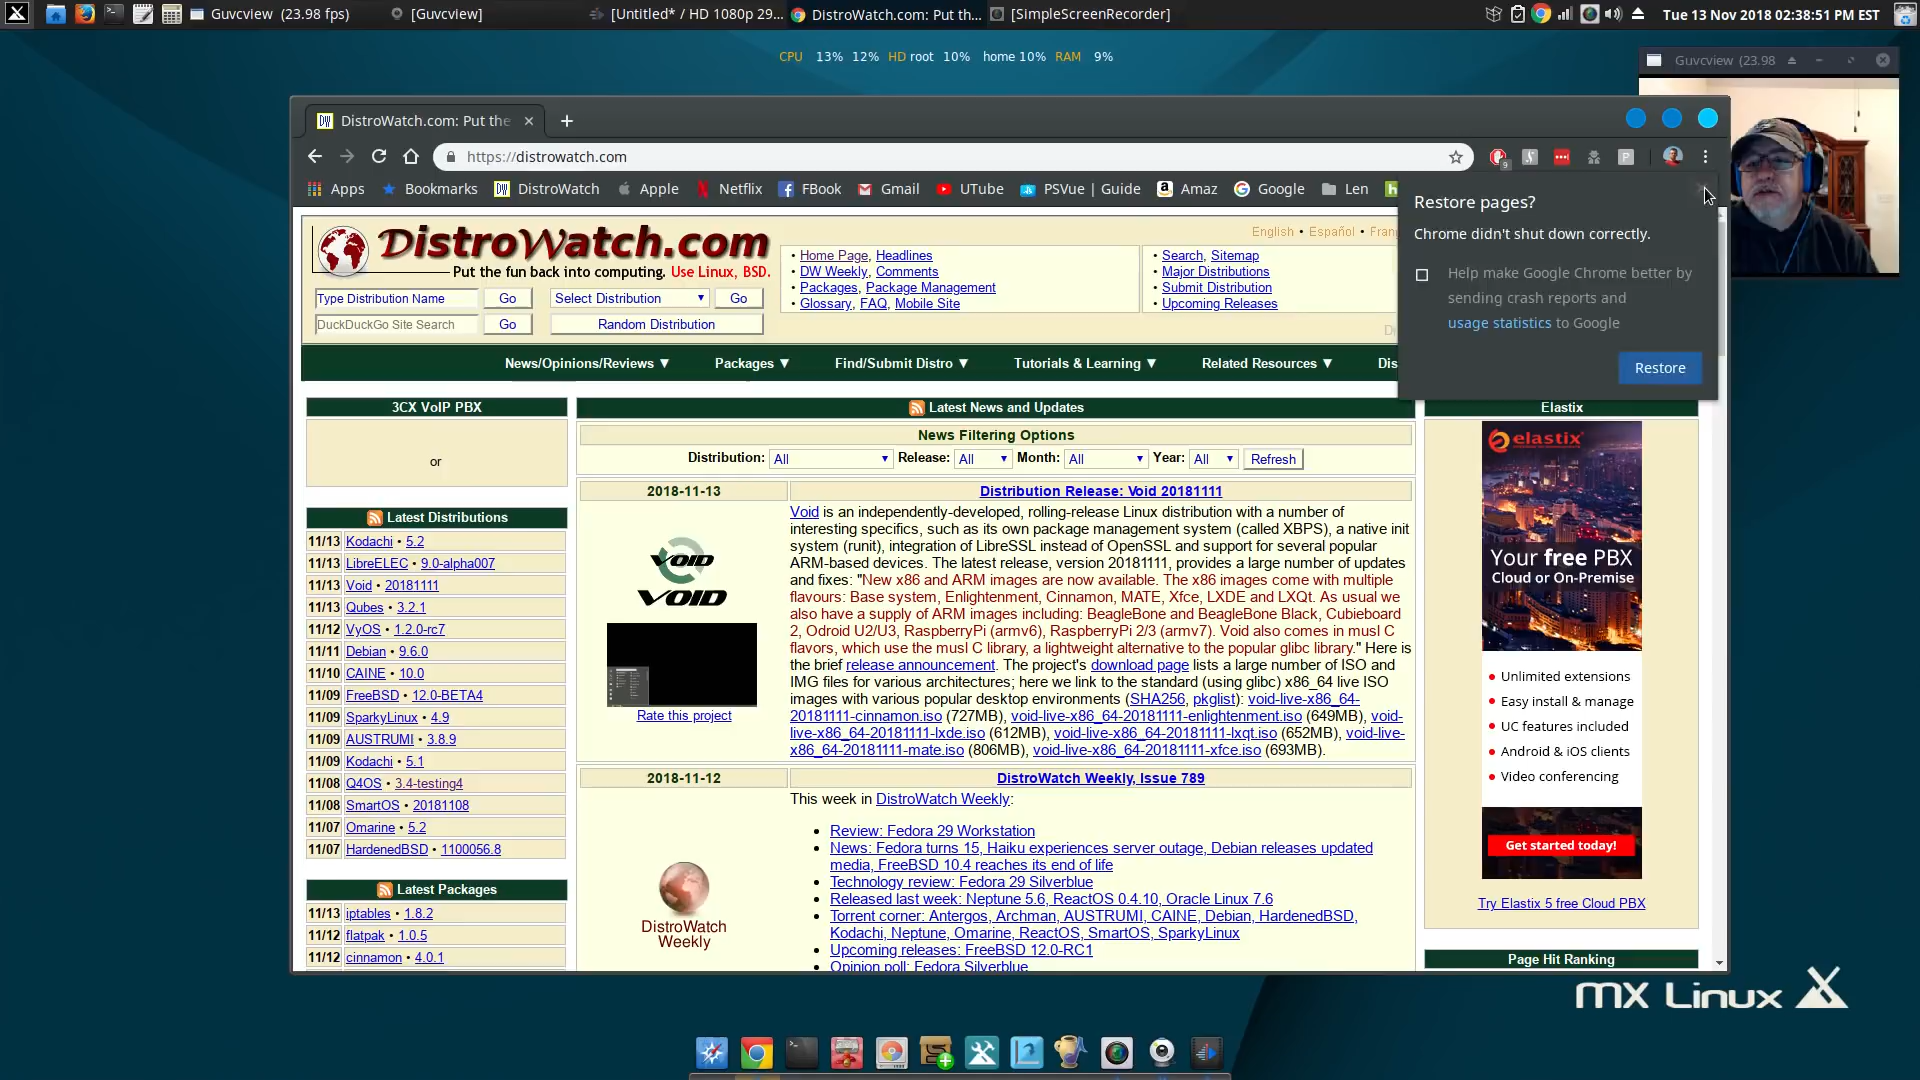 Guvcview (23.98 fps)
[Guvcview]
[Untitled* / HD 1080p 29...
DistroWatch.com: Put th...
[SimpleScreenRecorder]
Tue 13 Nov 2018 02:38:51 PM EST
CPU 13% 12% HD root 10% home 10% RAM 9%
Guvcview (23.98
DistroWatch.com: Put the
https://distrowatch.com
9
Apps
Bookmarks
DistroWatch
Apple
Netflix
FBook
Gmail
UTube
PSVue | Guide
Amaz
Google
Len
Restore pages?
Chrome didn't shut down correctly.
Help make Google Chrome better by
sending crash reports and
usage statistics to Google
Restore
DistroWatch.com
Put the fun back into computing. Use Linux, BSD.
English • Español • Fran
• Home Page, Headlines
• DW Weekly, Comments
• Packages, Package Management
• Glossary, FAQ, Mobile Site
• Search, Sitemap
• Major Distributions
• Submit Distribution
• Upcoming Releases
Type Distribution Name Go Select Distribution Go
DuckDuckGo Site Search Go Random Distribution
News/Opinions/Reviews ▼ Packages ▼ Find/Submit Distro ▼ Tutorials & Learning ▼ Related Resources ▼ Dis
3CX VoIP PBX
or
Latest Distributions
11/13 Kodachi • 5.2
11/13 LibreELEC • 9.0-alpha007
11/13 Void • 20181111
11/13 Qubes • 3.2.1
11/12 VyOS • 1.2.0-rc7
11/11 Debian • 9.6.0
11/10 CAINE • 10.0
11/09 FreeBSD • 12.0-BETA4
11/09 SparkyLinux • 4.9
11/09 AUSTRUMI • 3.8.9
11/09 Kodachi • 5.1
11/08 Q4OS • 3.4-testing4
11/08 SmartOS • 20181108
11/07 Omarine • 5.2
11/07 HardenedBSD • 1100056.8
Latest Packages
11/13 iptables • 1.8.2
11/12 flatpak • 1.0.5
11/12 cinnamon • 4.0.1
Latest News and Updates
News Filtering Options
Distribution: All Release: All Month: All Year: All Refresh
2018-11-13
Distribution Release: Void 20181111
VOID
VOID
Rate this project
Void is an independently-developed, rolling-release Linux distribution with a number of
interesting specifics, such as its own package management system (called XBPS), a native init
system (runit), integration of LibreSSL instead of OpenSSL and support for several popular
ARM-based devices. The latest release, version 20181111, provides a large number of updates
and fixes: "New x86 and ARM images are now available. The x86 images come with multiple
flavours: Base system, Enlightenment, Cinnamon, MATE, Xfce, LXDE and LXQt. As usual we
also have a supply of ARM images including: BeagleBone and BeagleBone Black, Cubieboard
2, Odroid U2/U3, RaspberryPi (armv6), RaspberryPi 2/3 (armv7). Void also comes in musl C
flavors, which use the musl C library, a lightweight alternative to the popular glibc library." Here is
the brief release announcement. The project's download page lists a large number of ISO and
IMG files for various architectures; here we link to the standard (using glibc) x86_64 live ISO
images with various popular desktop environments (SHA256, pkglist): void-live-x86_64-
20181111-cinnamon.iso (727MB), void-live-x86_64-20181111-enlightenment.iso (649MB), void-
live-x86_64-20181111-lxde.iso (612MB), void-live-x86_64-20181111-lxqt.iso (652MB), void-live-
x86_64-20181111-mate.iso (806MB), void-live-x86_64-20181111-xfce.iso (693MB).
2018-11-12
DistroWatch Weekly, Issue 789
DistroWatch
Weekly
This week in DistroWatch Weekly:
• Review: Fedora 29 Workstation
• News: Fedora turns 15, Haiku experiences server outage, Debian releases updated
media, FreeBSD 10.4 reaches its end of life
• Technology review: Fedora 29 Silverblue
• Released last week: Neptune 5.6, ReactOS 0.4.10, Oracle Linux 7.6
• Torrent corner: Antergos, Archman, AUSTRUMI, CAINE, Debian, HardenedBSD,
Kodachi, Neptune, Omarine, ReactOS, SmartOS, SparkyLinux
• Upcoming releases: FreeBSD 12.0-RC1
• Opinion poll: Fedora Silverblue
Elastix
elastix
Your free PBX
Cloud or On-Premise
• Unlimited extensions
• Easy install & manage
• UC features included
• Android & iOS clients
• Video conferencing
Get started today!
Try Elastix 5 free Cloud PBX
Page Hit Ranking
MX Linux